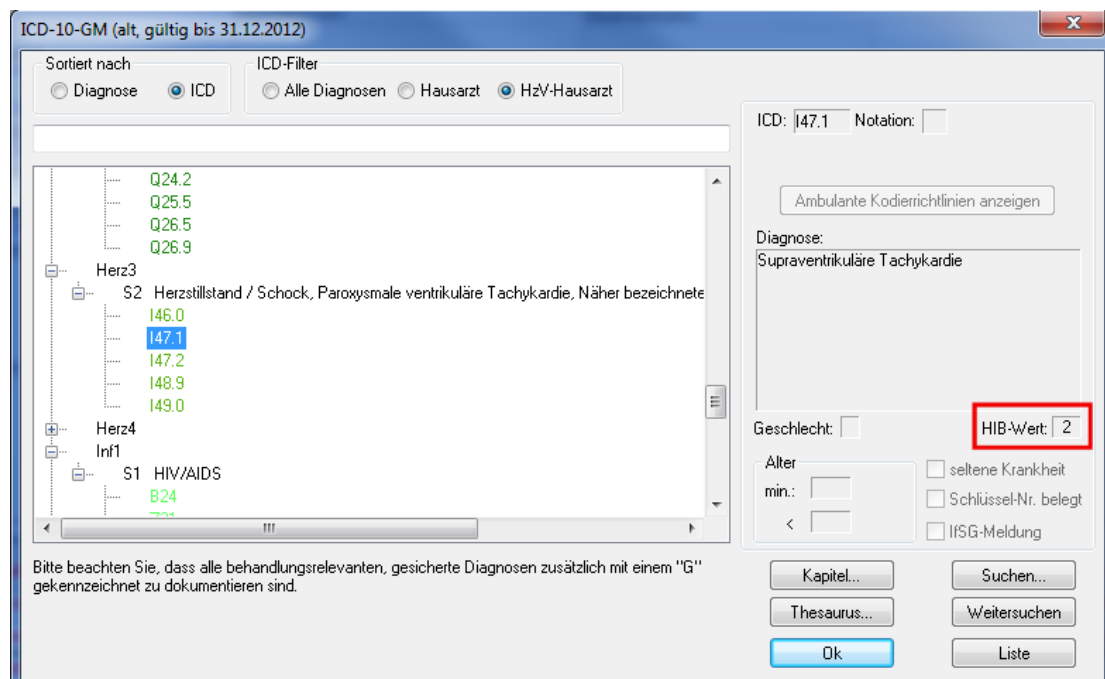 ICD-10-GM (alt, gültig bis 31.12.2012)
Sortiert nach
Diagnose
ICD
ICD-Filter
Alle Diagnosen
Hausarzt
HzV-Hausarzt
Q24.2
Q25.5
Q26.5
Q26.9
Herz3
S2 Herzstillstand / Schock, Paroxysmale ventrikuläre Tachykardie, Näher bezeichnete
I46.0
I47.1
I47.2
I48.9
I49.0
Herz4
Inf1
S1 HIV/AIDS
B24
Bitte beachten Sie, dass alle behandlungsrelevanten, gesicherte Diagnosen zusätzlich mit einem "G"
gekennzeichnet zu dokumentieren sind.
ICD: I47.1 Notation:
Ambulante Kodierrichtlinien anzeigen
Diagnose:
Supraventrikuläre Tachykardie
Geschlecht:
HIB-Wert: 2
Alter
min.:
<
seltene Krankheit
Schlüssel-Nr. belegt
IfSG-Meldung
Kapitel...
Suchen...
Thesaurus...
Weitersuchen
Ok
Liste